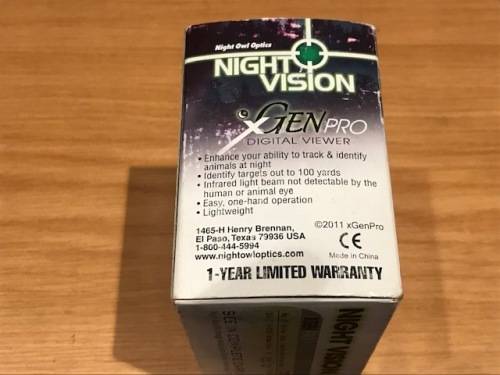 Night Owl Optics
NIGHT
VISION
xGENPRO
DIGITAL VIEWER
• Enhance your ability to track & identify
animals at night
• Identify targets out to 100 yards
• Infrared light beam not detectable by the
human or animal eye
• Easy, one-hand operation
• Lightweight
1465-H Henry Brennan,
El Paso, Texas 79936 USA
1-800-444-5994
www.nightowloptics.com
©2011 xGenPro
CE
Made in China
1-YEAR LIMITED WARRANTY
NIGHT VISION